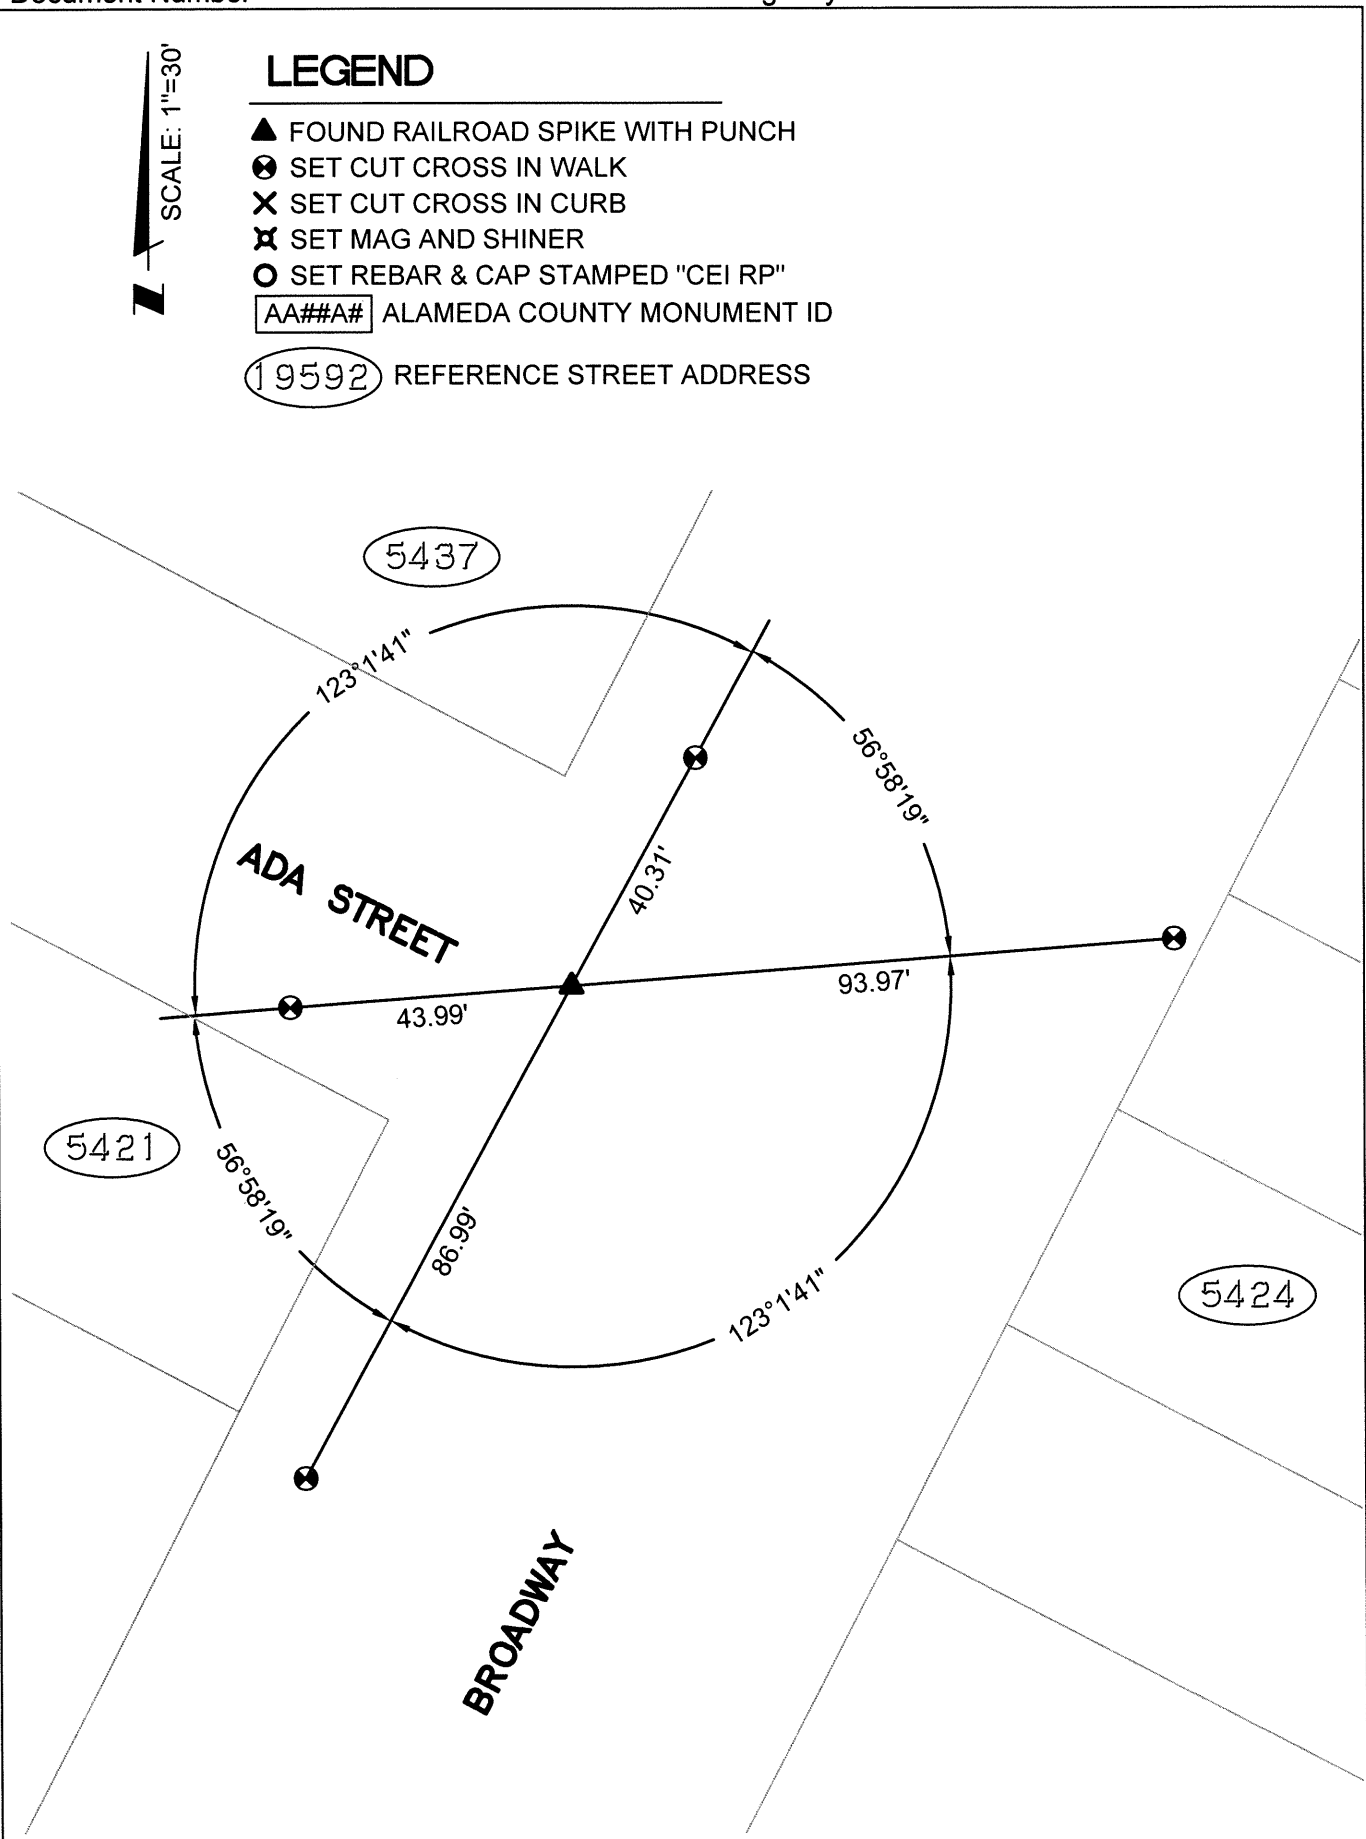 SCALE: 1"=30'
N
LEGEND
FOUND RAILROAD SPIKE WITH PUNCH
SET CUT CROSS IN WALK
SET CUT CROSS IN CURB
SET MAG AND SHINER
SET REBAR & CAP STAMPED "CEI RP"
AA##A# ALAMEDA COUNTY MONUMENT ID
19592 REFERENCE STREET ADDRESS
5437
123°1'41"
56°58'19"
40.31'
ADA STREET
93.97'
43.99'
5421
56°58'19"
86.99'
123°1'41"
5424
BROADWAY